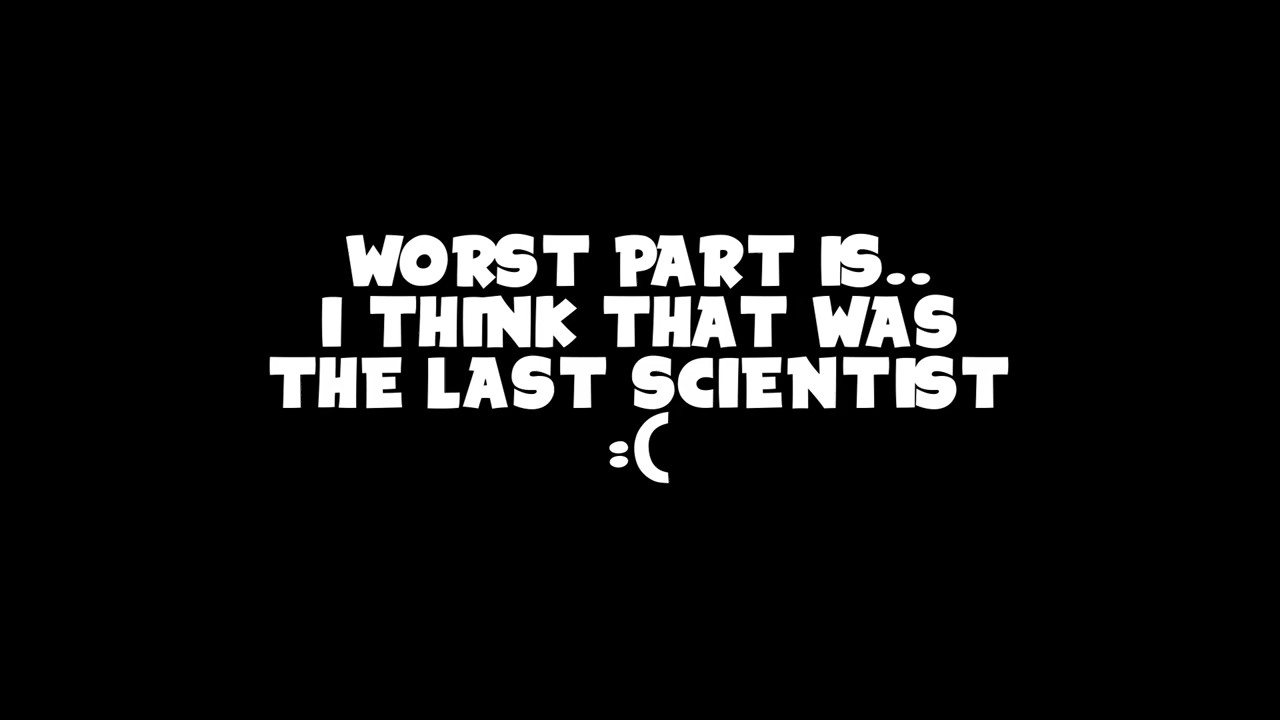 WORST PART IS..
I THINK THAT WAS
THE LAST SCIENTIST
:(